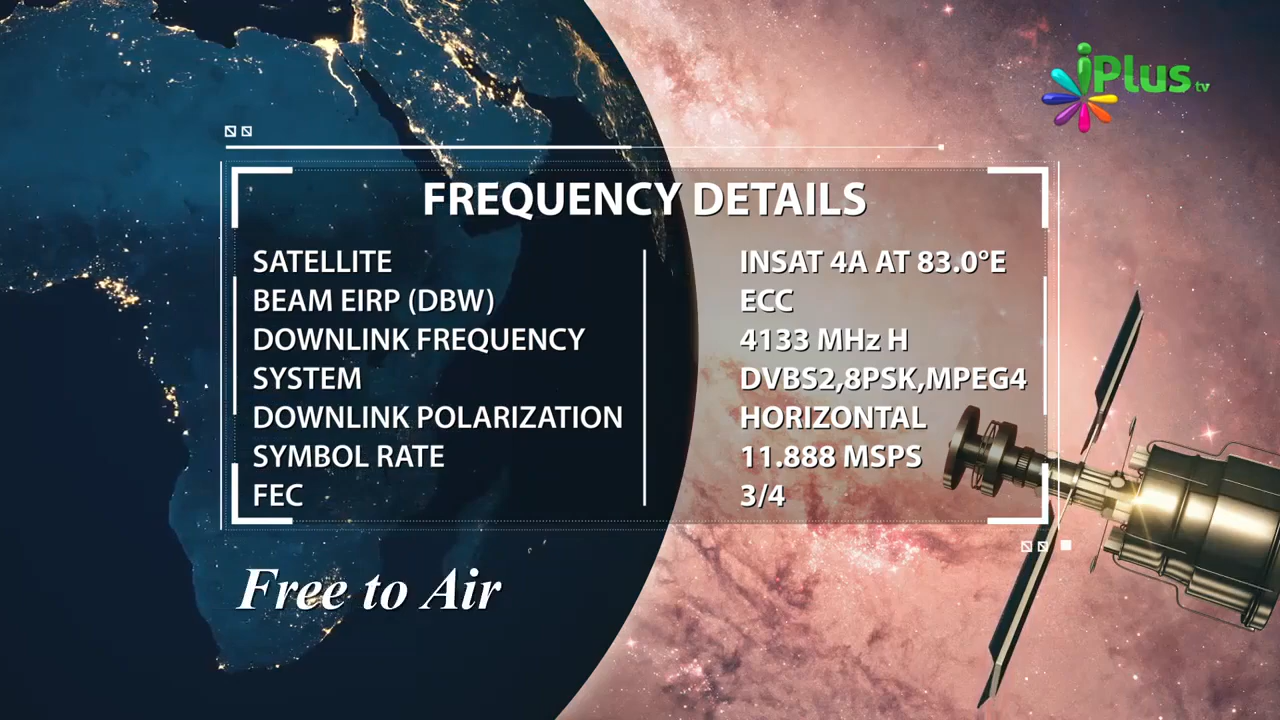 iPlus tv
FREQUENCY DETAILS
SATELLITE INSAT 4A AT 83.0°E
BEAM EIRP (DBW) ECC
DOWNLINK FREQUENCY 4133 MHz H
SYSTEM DVBS2,8PSK,MPEG4
DOWNLINK POLARIZATION HORIZONTAL
SYMBOL RATE 11.888 MSPS
FEC 3/4
Free to Air